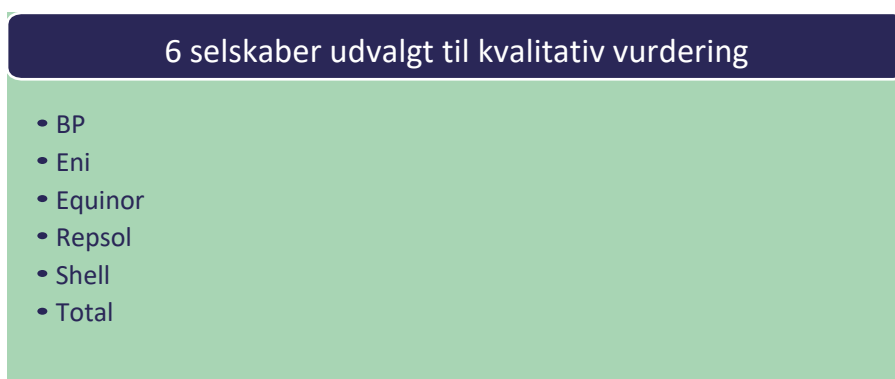 6 selskaber udvalgt til kvalitativ vurdering
• BP
• Eni
• Equinor
• Repsol
• Shell
• Total